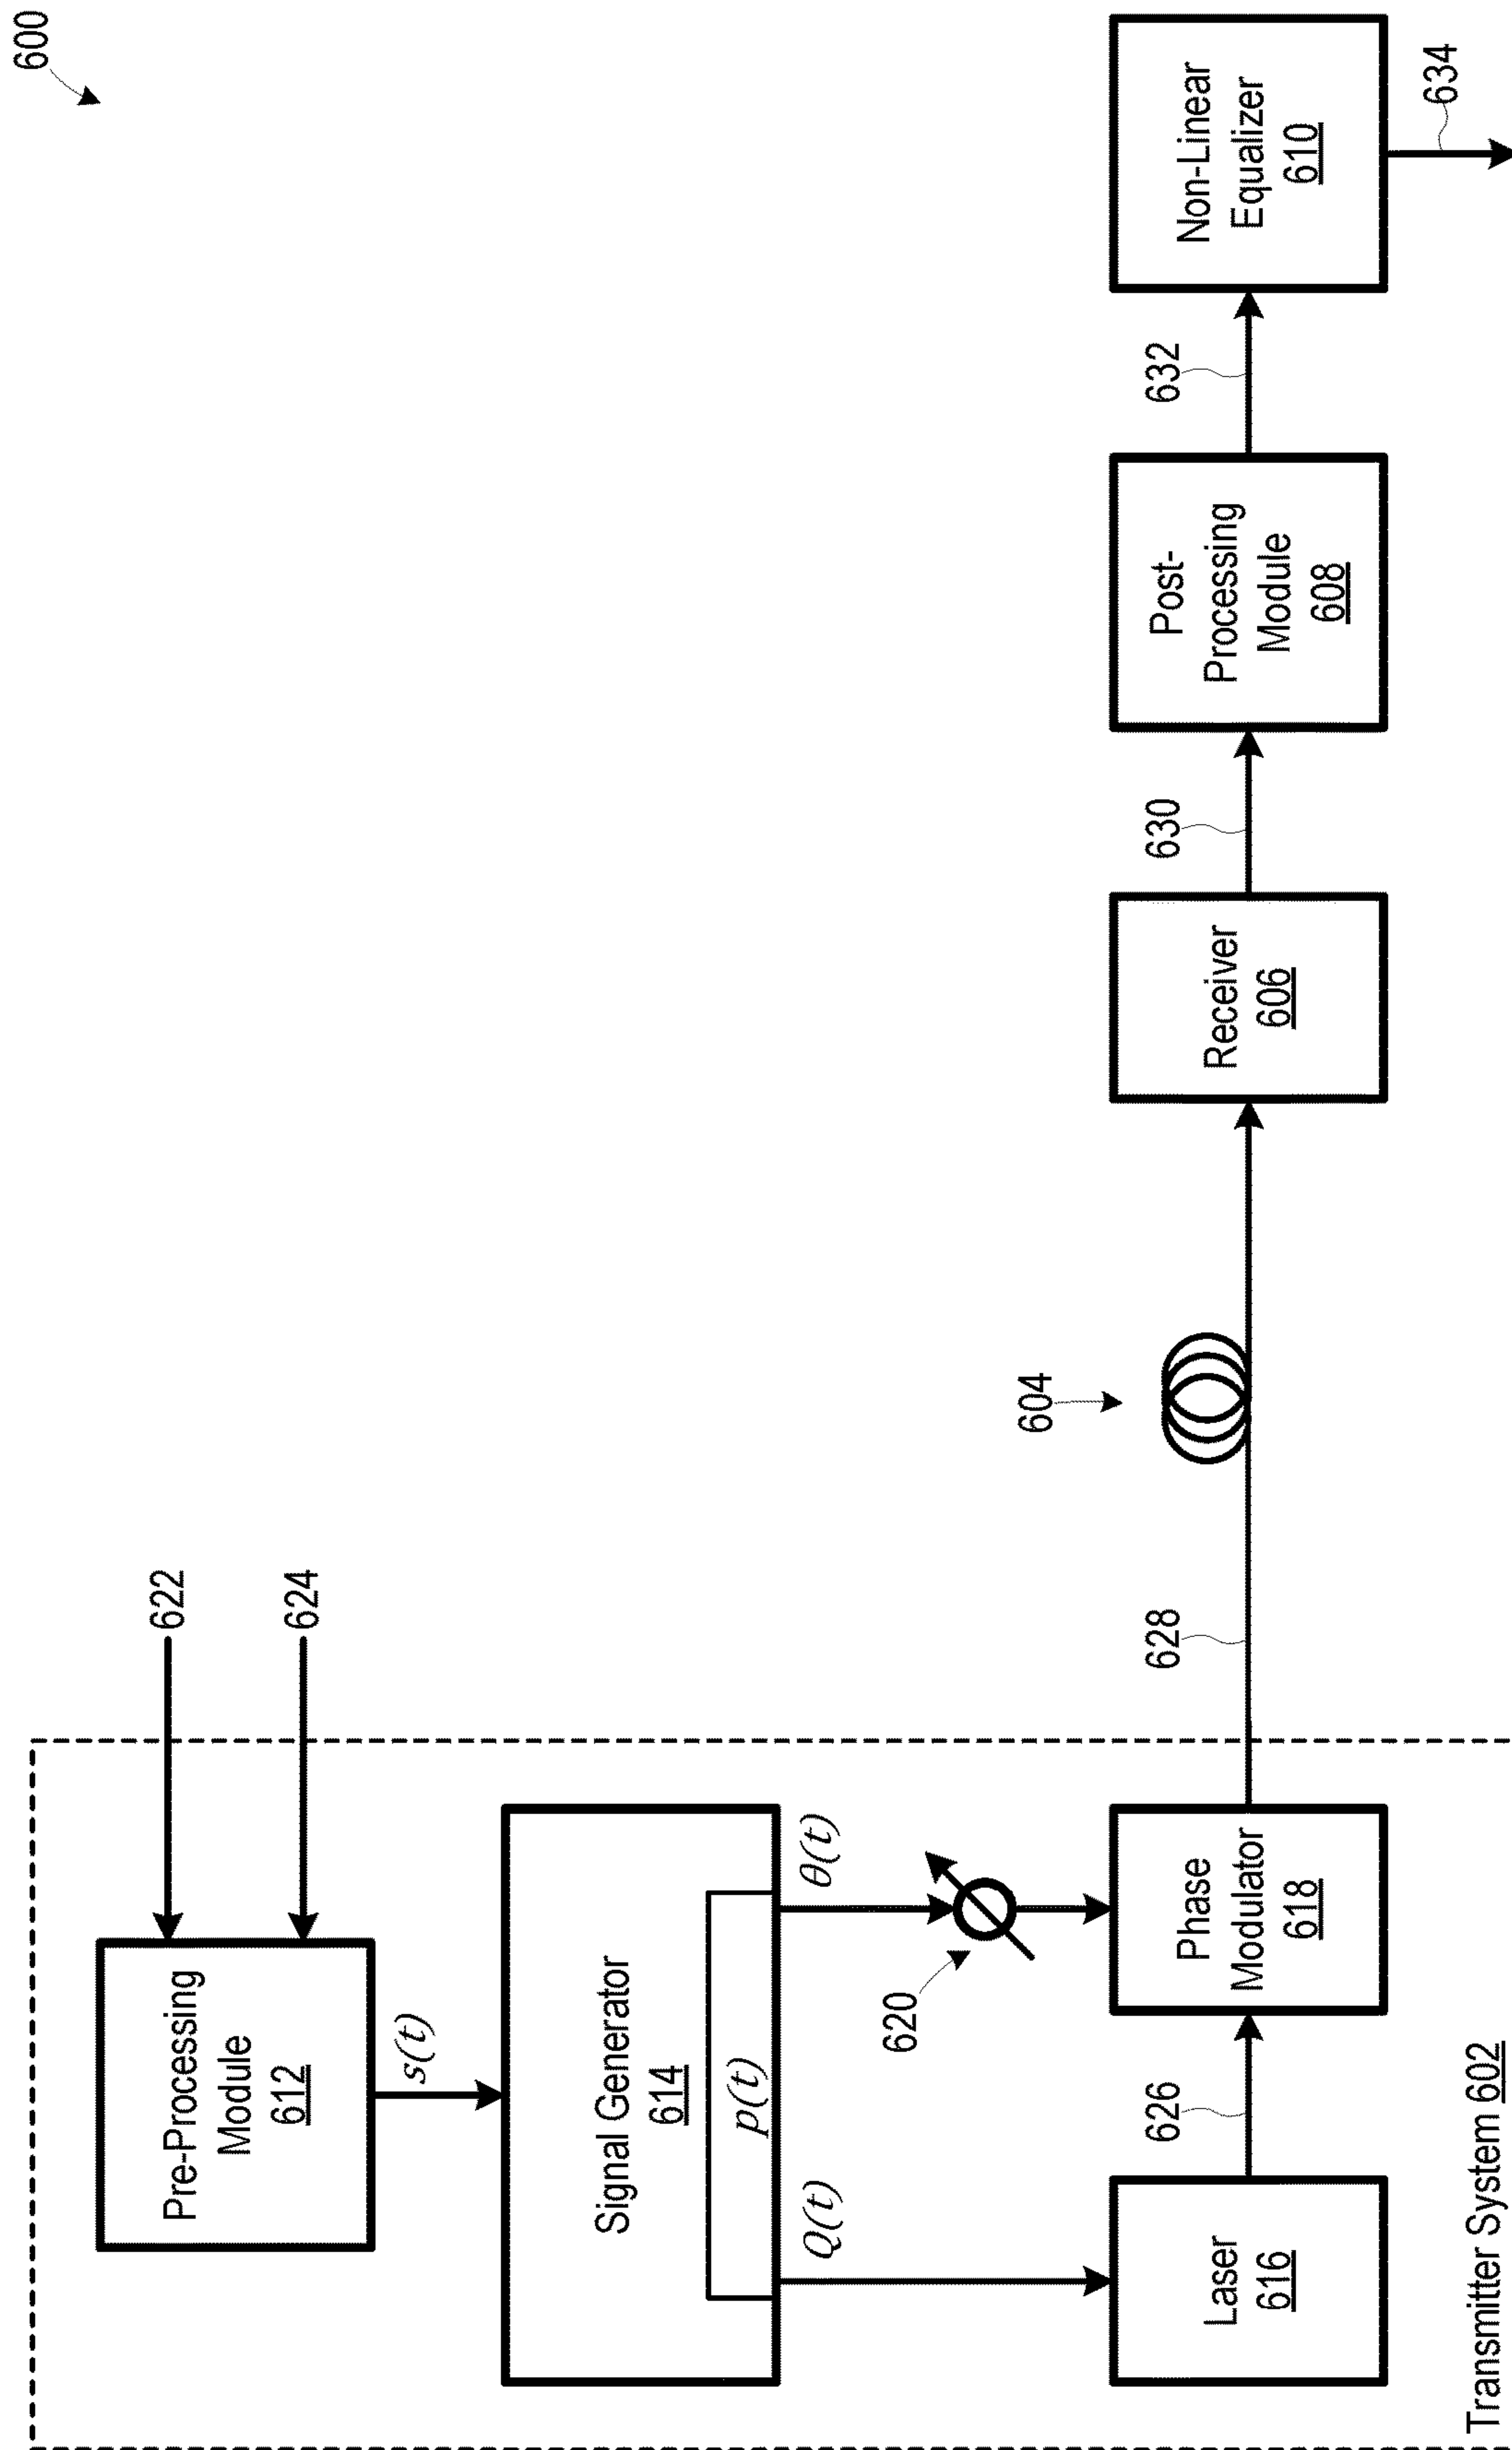 600
622
624
Pre-Processing
Module
612
s(t)
Signal Generator
614
p(t)
Q(t)
θ(t)
620
Laser
616
626
Phase
Modulator
618
628
604
Receiver
606
630
Post-
Processing
Module
608
632
Non-Linear
Equalizer
610
634
Transmitter System 602